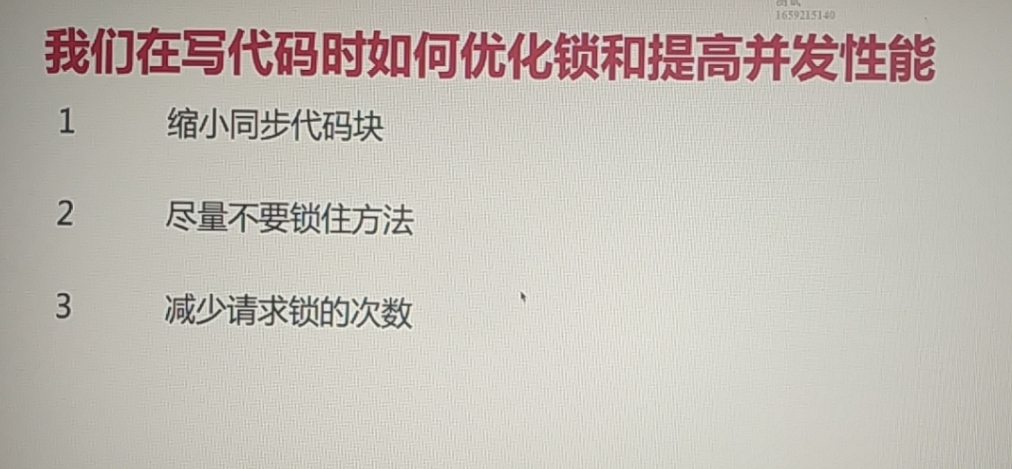 测试
1659215140
我们在写代码时如何优化锁和提高并发性能
1 缩小同步代码块
2 尽量不要锁住方法
3 减少请求锁的次数